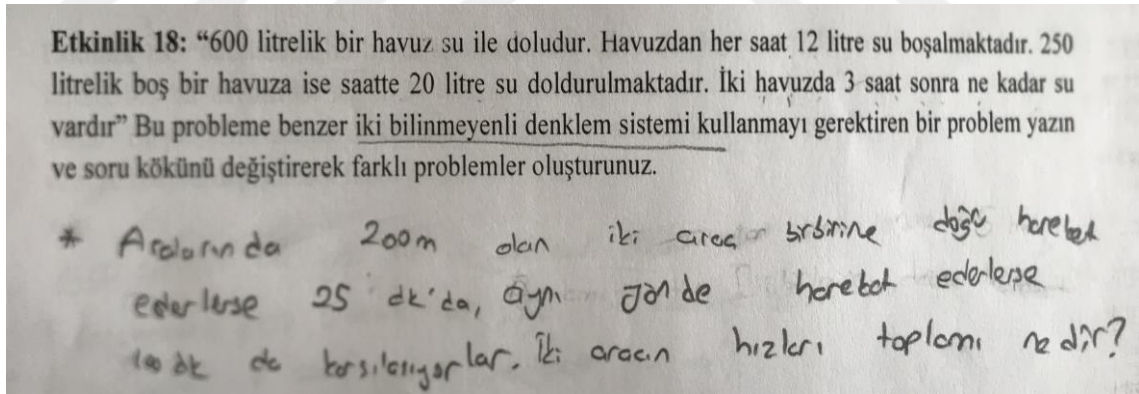 Etkinlik 18: “600 litrelik bir havuz su ile doludur. Havuzdan her saat 12 litre su boşalmaktadır. 250
litrelik boş bir havuza ise saatte 20 litre su doldurulmaktadır. İki havuzda 3 saat sonra ne kadar su
vardır” Bu probleme benzer iki bilinmeyenli denklem sistemi kullanmayı gerektiren bir problem yazın
ve soru kökünü değiştirerek farklı problemler oluşturunuz.
* Aralarında 200m olan iki araç birbirine doğu hareket
ederlerse 25 dk'da, aynı yönde hareket ederlerse
100 dk da karşılaşıyorlar. İki aracın hızları toplamı nedir?